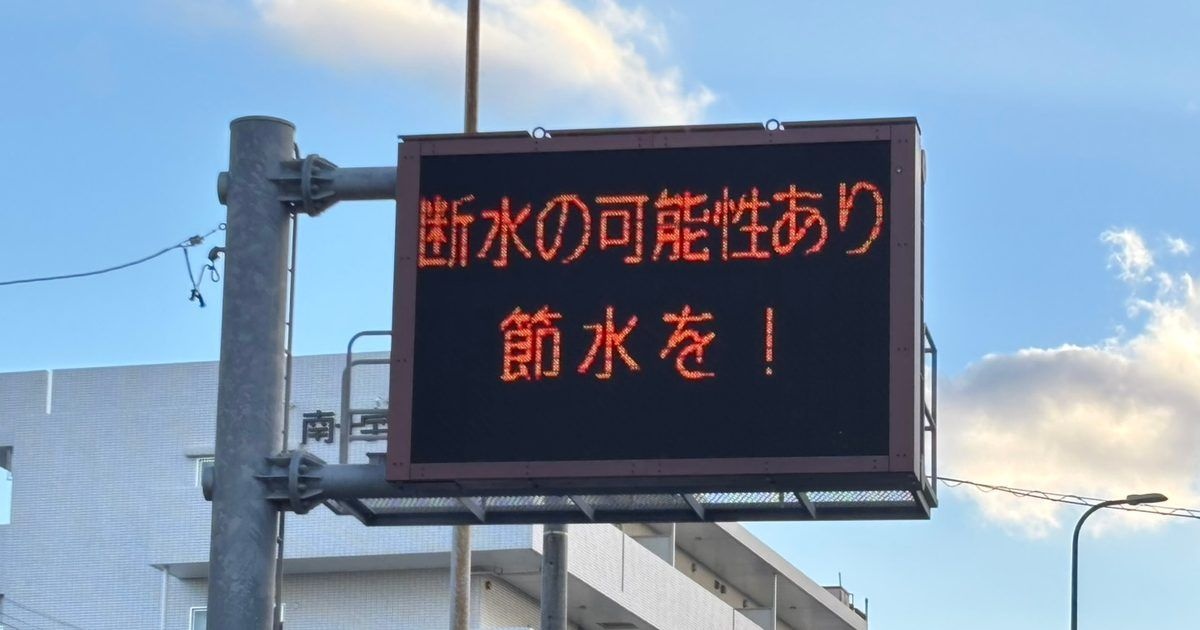 断水の可能性あり
節水を！
南